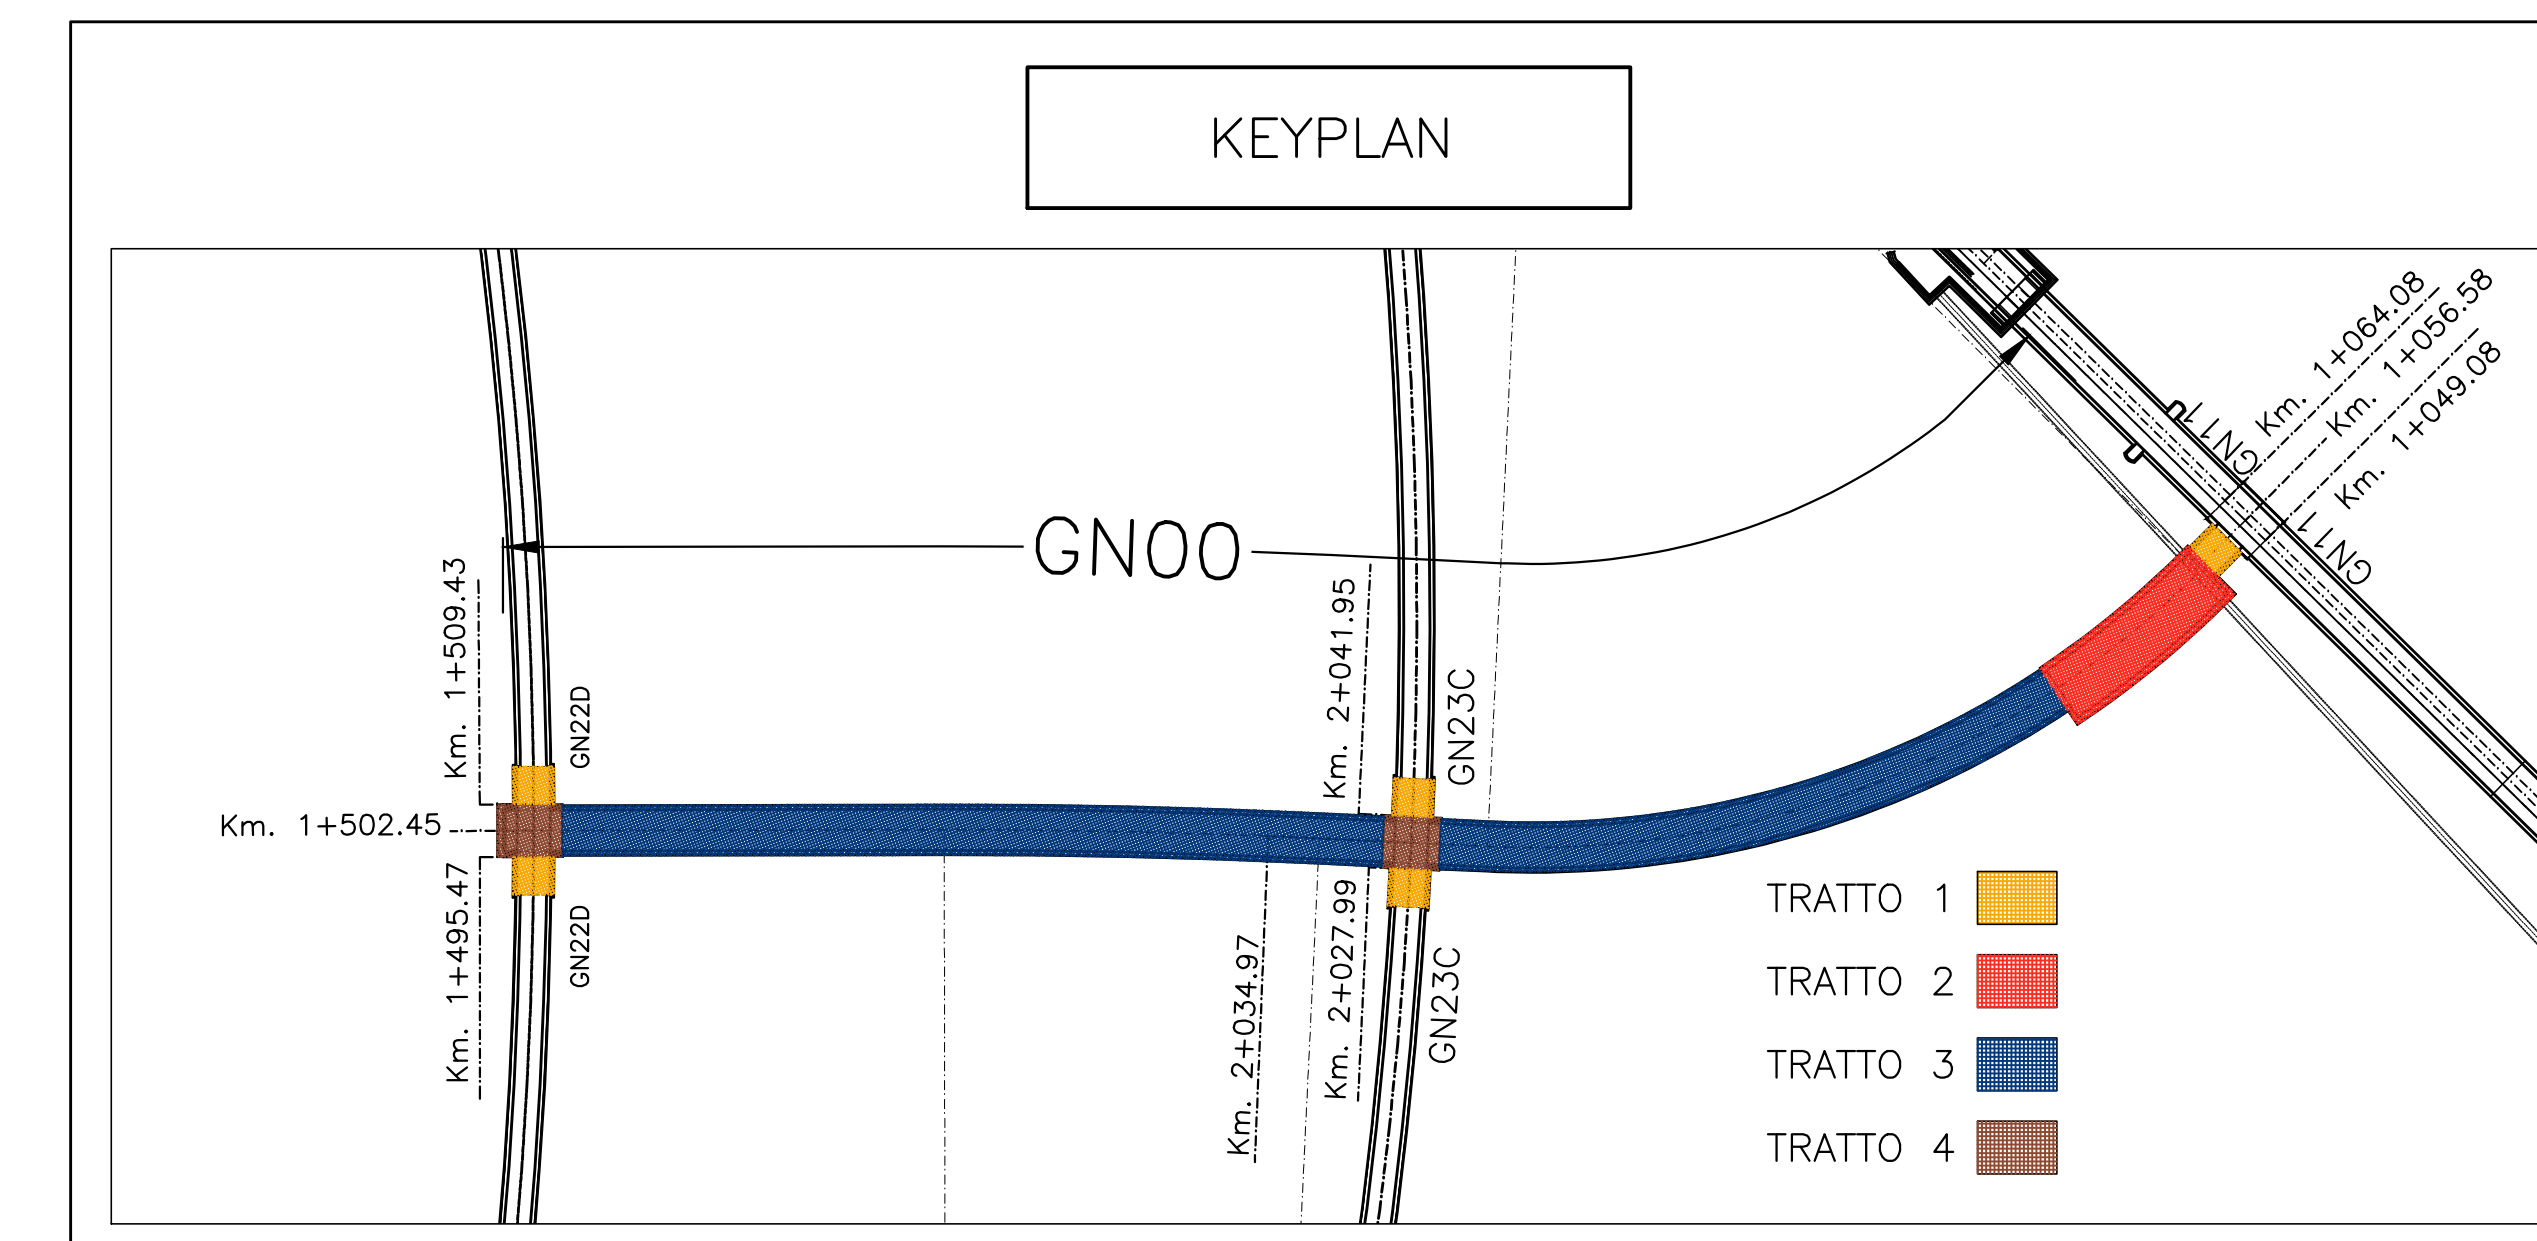 KEYPLAN
Km. 1+064.08
Km. 1+056.58
Km. 1+049.08
GN11
GN11
GN00
Km. 1+509.43
GN22D
Km. 2+041.95
GN23C
Km. 1+502.45
Km. 1+495.47
GN22D
Km. 2+034.97
Km. 2+027.99
GN23C
TRATTO 1
TRATTO 2
TRATTO 3
TRATTO 4